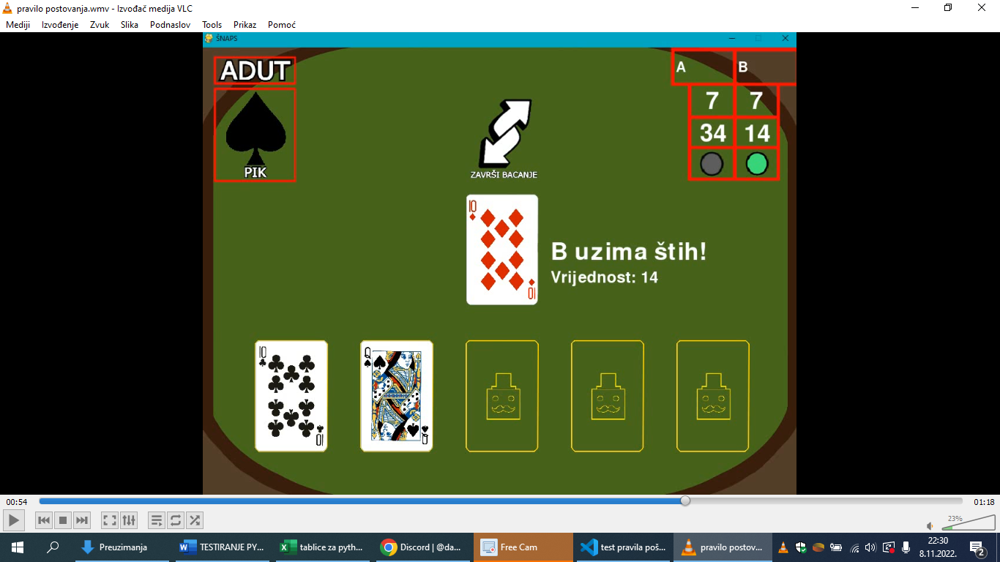 pravilo postovanja.wmv - Izvođač medija VLC
Mediji Izvođenje Zvuk Slika Podnaslov Tools Prikaz Pomoć
ŠNAPS
ADUT
PIK
A B
7 7
34 14
ZAVRŠI BACANJE
10
10
B uzima štih!
Vrijednost: 14
10 Q
10 Q
00:54 01:18
23%
Preuzimanja TESTIRANJE PY... tablice za pyth... Discord | @da... Free Cam test pravila poš... pravilo postov... 22:30
8.11.2022. 2